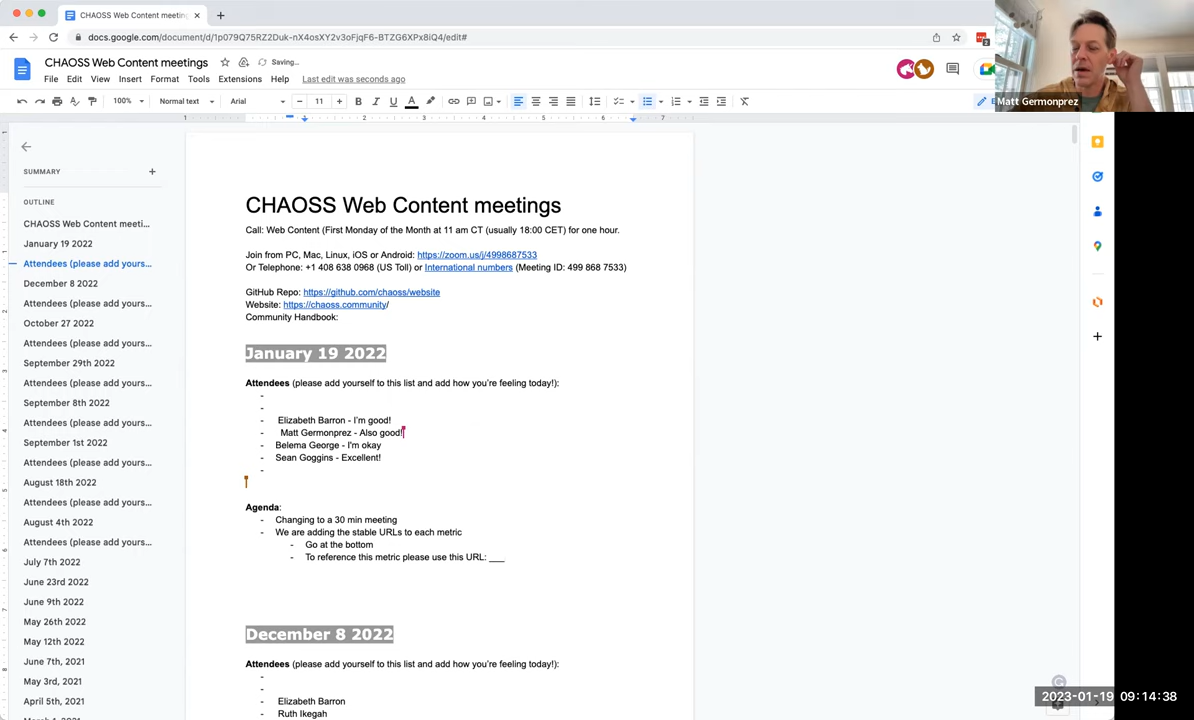 CHAOSS Web Content meeting
docs.google.com/document/d/1p079Q75RZ2Duk-nX4osXY2v3oFjqF6-BTZG6XPx8iQ4/edit#
CHAOSS Web Content meetings
Saving...
File Edit View Insert Format Tools Extensions Help Last edit was seconds ago
100% Normal text Arial 11
Matt Germonprez
1 1 2 3 4 5 6 7
SUMMARY
OUTLINE
CHAOSS Web Content meeti...
January 19 2022
Attendees (please add yours...
December 8 2022
Attendees (please add yours...
October 27 2022
Attendees (please add yours...
September 29th 2022
Attendees (please add yours...
September 8th 2022
Attendees (please add yours...
September 1st 2022
Attendees (please add yours...
August 18th 2022
Attendees (please add yours...
August 4th 2022
Attendees (please add yours...
July 7th 2022
June 23rd 2022
June 9th 2022
May 26th 2022
May 12th 2022
June 7th, 2021
May 3rd, 2021
April 5th, 2021
CHAOSS Web Content meetings
Call: Web Content (First Monday of the Month at 11 am CT (usually 18:00 CET) for one hour.
Join from PC, Mac, Linux, iOS or Android: https://zoom.us/j/4998687533
Or Telephone: +1 408 638 0968 (US Toll) or International numbers (Meeting ID: 499 868 7533)
GitHub Repo: https://github.com/chaoss/website
Website: https://chaoss.community/
Community Handbook:
January 19 2022
Attendees (please add yourself to this list and add how you're feeling today!):
-
-
- Elizabeth Barron - I'm good!
- Matt Germonprez - Also good!
- Belema George - I'm okay
- Sean Goggins - Excellent!
-
Agenda:
- Changing to a 30 min meeting
- We are adding the stable URLs to each metric
- Go at the bottom
- To reference this metric please use this URL: ___
December 8 2022
Attendees (please add yourself to this list and add how you're feeling today!):
-
-
- Elizabeth Barron
- Ruth Ikegah
2023-01-19 09:14:38